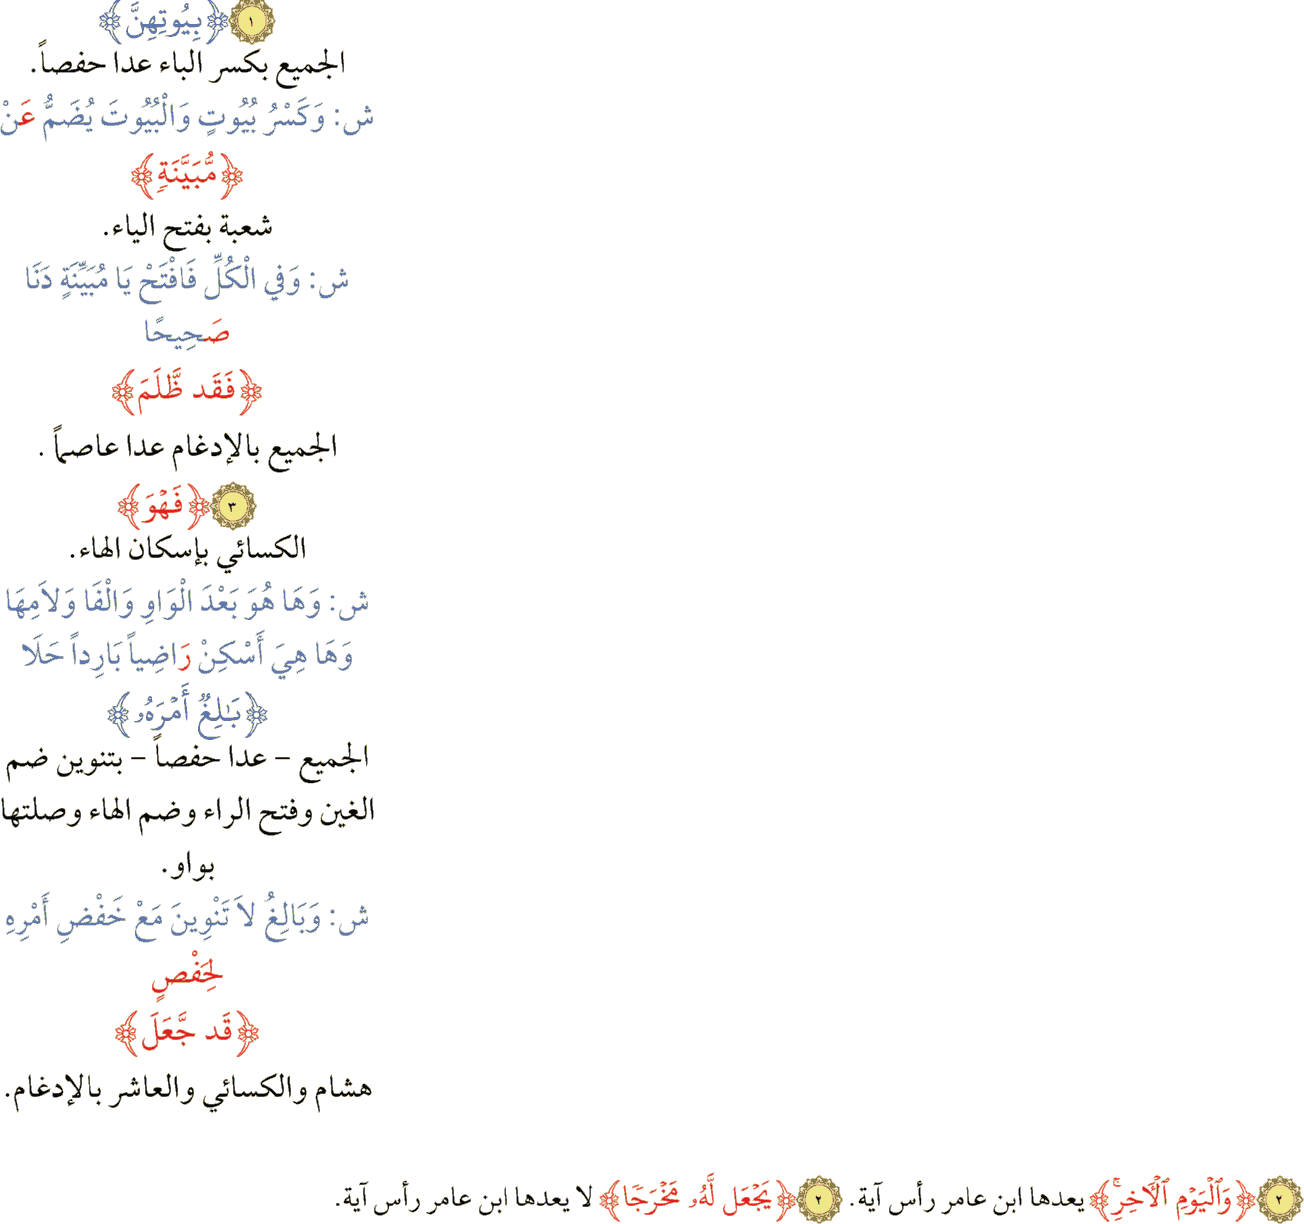 ١ ﴿بِيُوتِهِنَّ﴾
الجميع بكسر الباء عدا حفصاً.
ش: وَكَسْرُ بُيُوتٍ وَالْبُيُوتَ يُضَمُّ عَنْ
﴿مُّبَيَّنَةٖ﴾
شعبة بفتح الياء.
ش: وَفِي الْكُلِّ فَافْتَحْ يَا مُبَيِّنَةٍ دَنَا
صَحِيحًا
﴿فَقَد ظَّلَمَ﴾
الجميع بالإدغام عدا عاصماً .
٣ ﴿فَهۡوَ﴾
الكسائي بإسكان الهاء.
ش: وَهَا هُوَ بَعْدَ الْوَاوِ وَالْفَا وَلاَمِهَا
وَهَا هِيَ أَسْكِنْ رَاضِياً بَارِداً حَلَا
﴿بَٰلِغٌ أَمۡرَهُۥ﴾
الجميع – عدا حفصاً – بتنوين ضم
الغين وفتح الراء وضم الهاء وصلتها
بواو.
ش: وَبَالِغُ لاَ تَنْوِينَ مَعْ خَفْضِ أَمْرِهِ
لِحَفْصٍ
﴿قَد جَّعَلَ﴾
هشام والكسائي والعاشر بالإدغام.
٢ ﴿وَٱلۡيَوۡمِ ٱلۡأٓخِرِۚ﴾ يعدها ابن عامر رأس آية. ٢ ﴿يَجۡعَل لَّهُۥ مَخۡرَجٗا﴾ لا يعدها ابن عامر رأس آية.